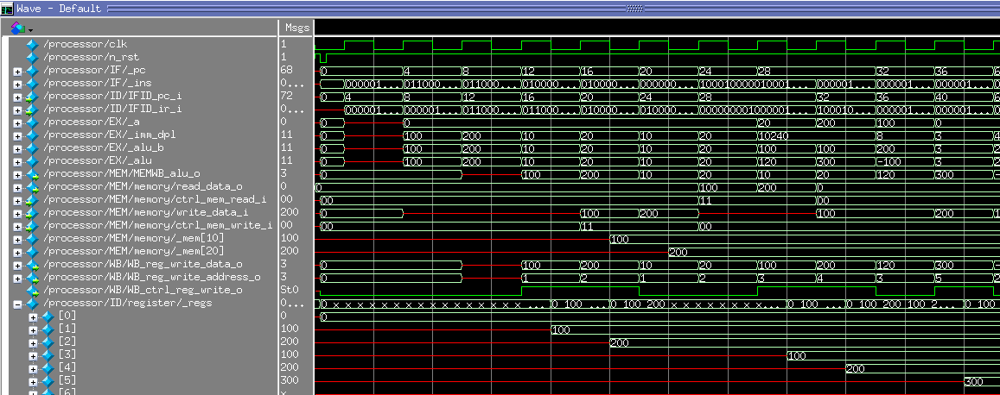 Wave - Default
Msgs
/processor/clk 1
/processor/n_rst 1
/processor/IF/_pc 68 0 4 8 12 16 20 24 28 32 36 6
/processor/IF/_ins 0... 000001... 011000... 011000... 010000... 010000... 000000... 100010000010001 000000... 000000...
/processor/ID/IFID_pc_i 72 0 4 8 12 16 20 24 28 32 36 40 6
/processor/ID/IFID_ir_i 0... 000001... 000001... 011000... 011000... 010000... 010000... 00000000001000... 100010... 000000... 0
/processor/EX/_a 0 0 0 20 200 100 0
/processor/EX/_imm_dpl 11 0 100 200 10 20 10 20 10240 8 3 4
/processor/EX/_alu_b 11 0 100 200 10 20 10 20 100 100 200 3 2
/processor/EX/_alu 11 0 100 200 10 20 10 20 120 300 -100 3 2
/processor/MEM/MEMWB_alu_o 3 0 100 200 10 20 10 20 120 300 -
/processor/MEM/memory/read_data_o 0 0 100 200 0
/processor/MEM/memory/ctrl_mem_read_i 00 00 11 00
/processor/MEM/memory/write_data_i 200 0 100 200 100 200 1
/processor/MEM/memory/ctrl_mem_write_i 00 00 11 00
/processor/MEM/memory/_mem[10] 100 100
/processor/MEM/memory/_mem[20] 200 200
/processor/WB/WB_reg_write_data_o 3 0 100 200 10 20 100 200 120 300 -
/processor/WB/WB_reg_write_address_o 3 0 1 2 1 2 3 4 3 5 2
/processor/WB/WB_ctrl_reg_write_o St0
/processor/ID/register/_regs 0... 0 x x x x x x x x x x x x x x x... 0 100 ... 0 100 200 x x x x x x x x... 0 100 ... 0 100 200 100 2... 0 100
[0] 0 0
[1] 100 100
[2] 200 200
[3] 100 100
[4] 200 200
[5] 300 300